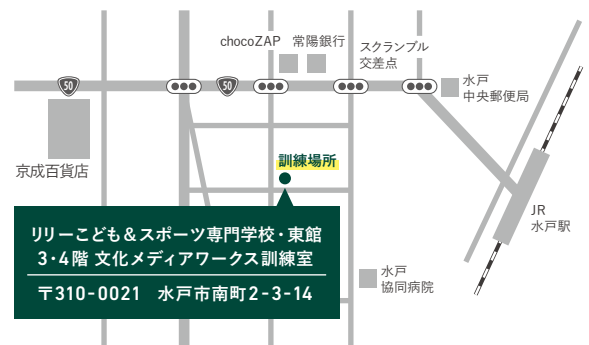 chocoZAP 常陽銀行
スクランブル
交差点
50
50
水戸
中央郵便局
京成百貨店
訓練場所
JR
水戸駅
リリーこども&スポーツ専門学校・東館
3・4階 文化メディアワークス訓練室
〒310-0021 水戸市南町2-3-14
水戸
協同病院